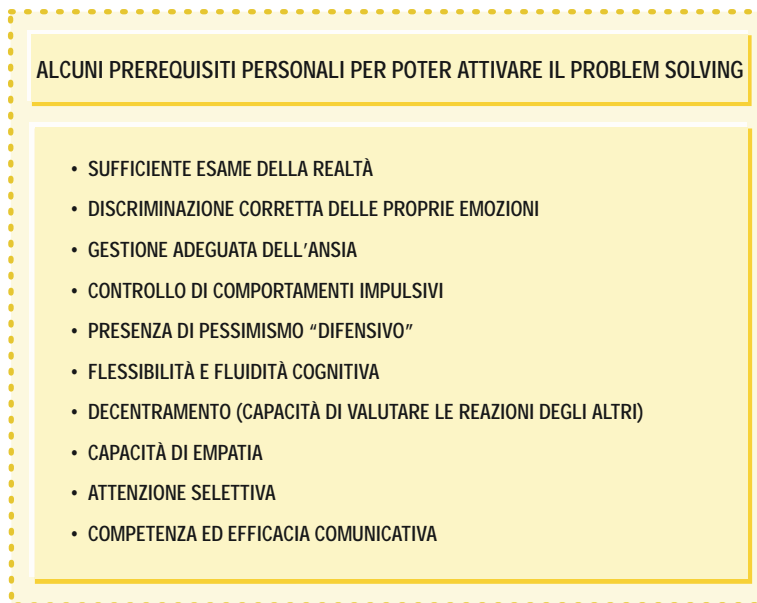 ALCUNI PREREQUISITI PERSONALI PER POTER ATTIVARE IL PROBLEM SOLVING
• SUFFICIENTE ESAME DELLA REALTÀ
• DISCRIMINAZIONE CORRETTA DELLE PROPRIE EMOZIONI
• GESTIONE ADEGUATA DELL'ANSIA
• CONTROLLO DI COMPORTAMENTI IMPULSIVI
• PRESENZA DI PESSIMISMO “DIFENSIVO”
• FLESSIBILITÀ E FLUIDITÀ COGNITIVA
• DECENTRAMENTO (CAPACITÀ DI VALUTARE LE REAZIONI DEGLI ALTRI)
• CAPACITÀ DI EMPATIA
• ATTENZIONE SELETTIVA
• COMPETENZA ED EFFICACIA COMUNICATIVA